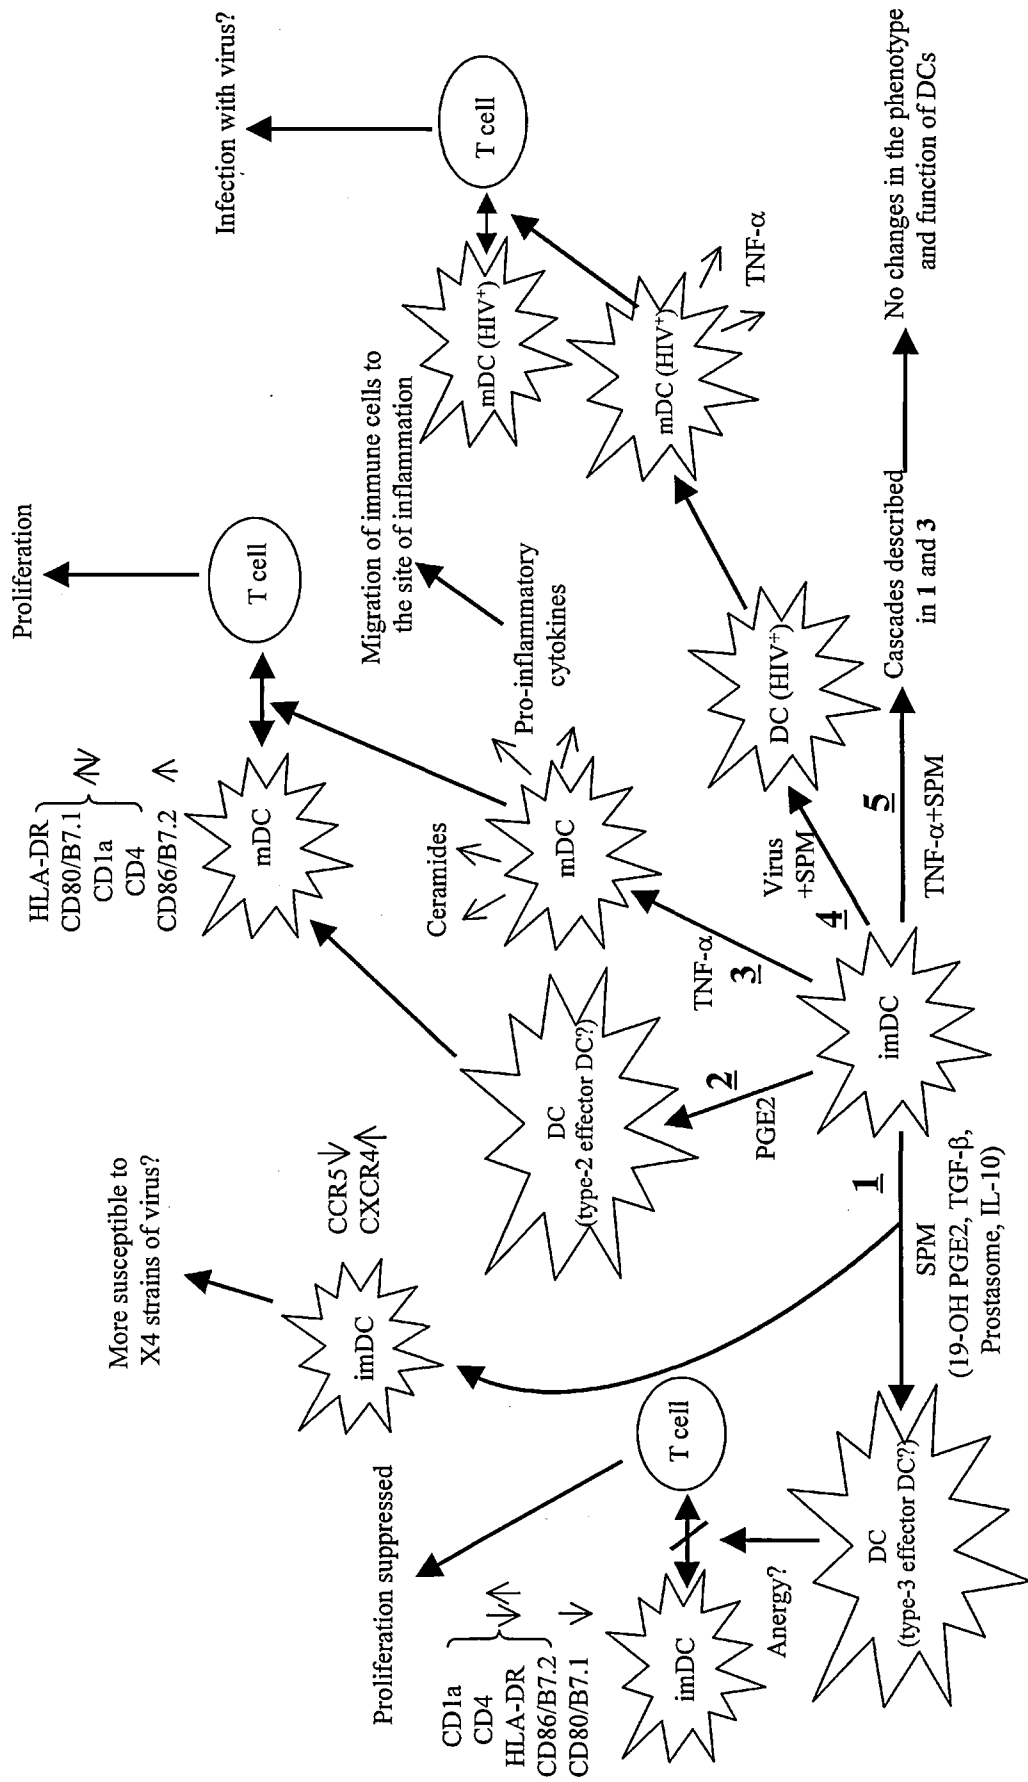 Proliferation suppressed
CD1a
CD4
HLA-DR
CD86/B7.2
CD80/B7.1
imDC
T cell
Anergy?
DC
(type-3 effector DC?)
More susceptible to
X4 strains of virus?
imDC
CCR5
CXCR4
1
SPM
(19-OH PGE2, TGF-β,
Prostasome, IL-10)
imDC
2
PGE2
DC
(type-2 effector DC?)
HLA-DR
CD80/B7.1
CD1a
CD4
CD86/B7.2
mDC
T cell
Proliferation
3
TNF-α
mDC
Ceramides
Pro-inflammatory
cytokines
Migration of immune cells to
the site of inflammation
4
Virus
+SPM
DC (HIV⁺)
mDC (HIV⁺)
TNF-α
mDC (HIV⁺)
T cell
Infection with virus?
5
TNF-α+SPM
Cascades described
in 1 and 3
No changes in the phenotype
and function of DCs